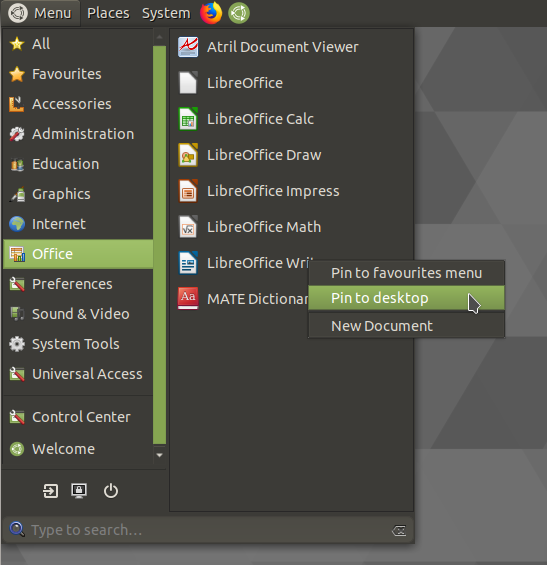 Menu Places System
All
Favourites
Accessories
Administration
Education
Graphics
Internet
Office
Preferences
Sound & Video
System Tools
Universal Access
Control Center
Welcome
Atril Document Viewer
LibreOffice
LibreOffice Calc
LibreOffice Draw
LibreOffice Impress
LibreOffice Math
LibreOffice Writ
Aa
MATE Dictionar
Pin to favourites menu
Pin to desktop
New Document
Type to search...